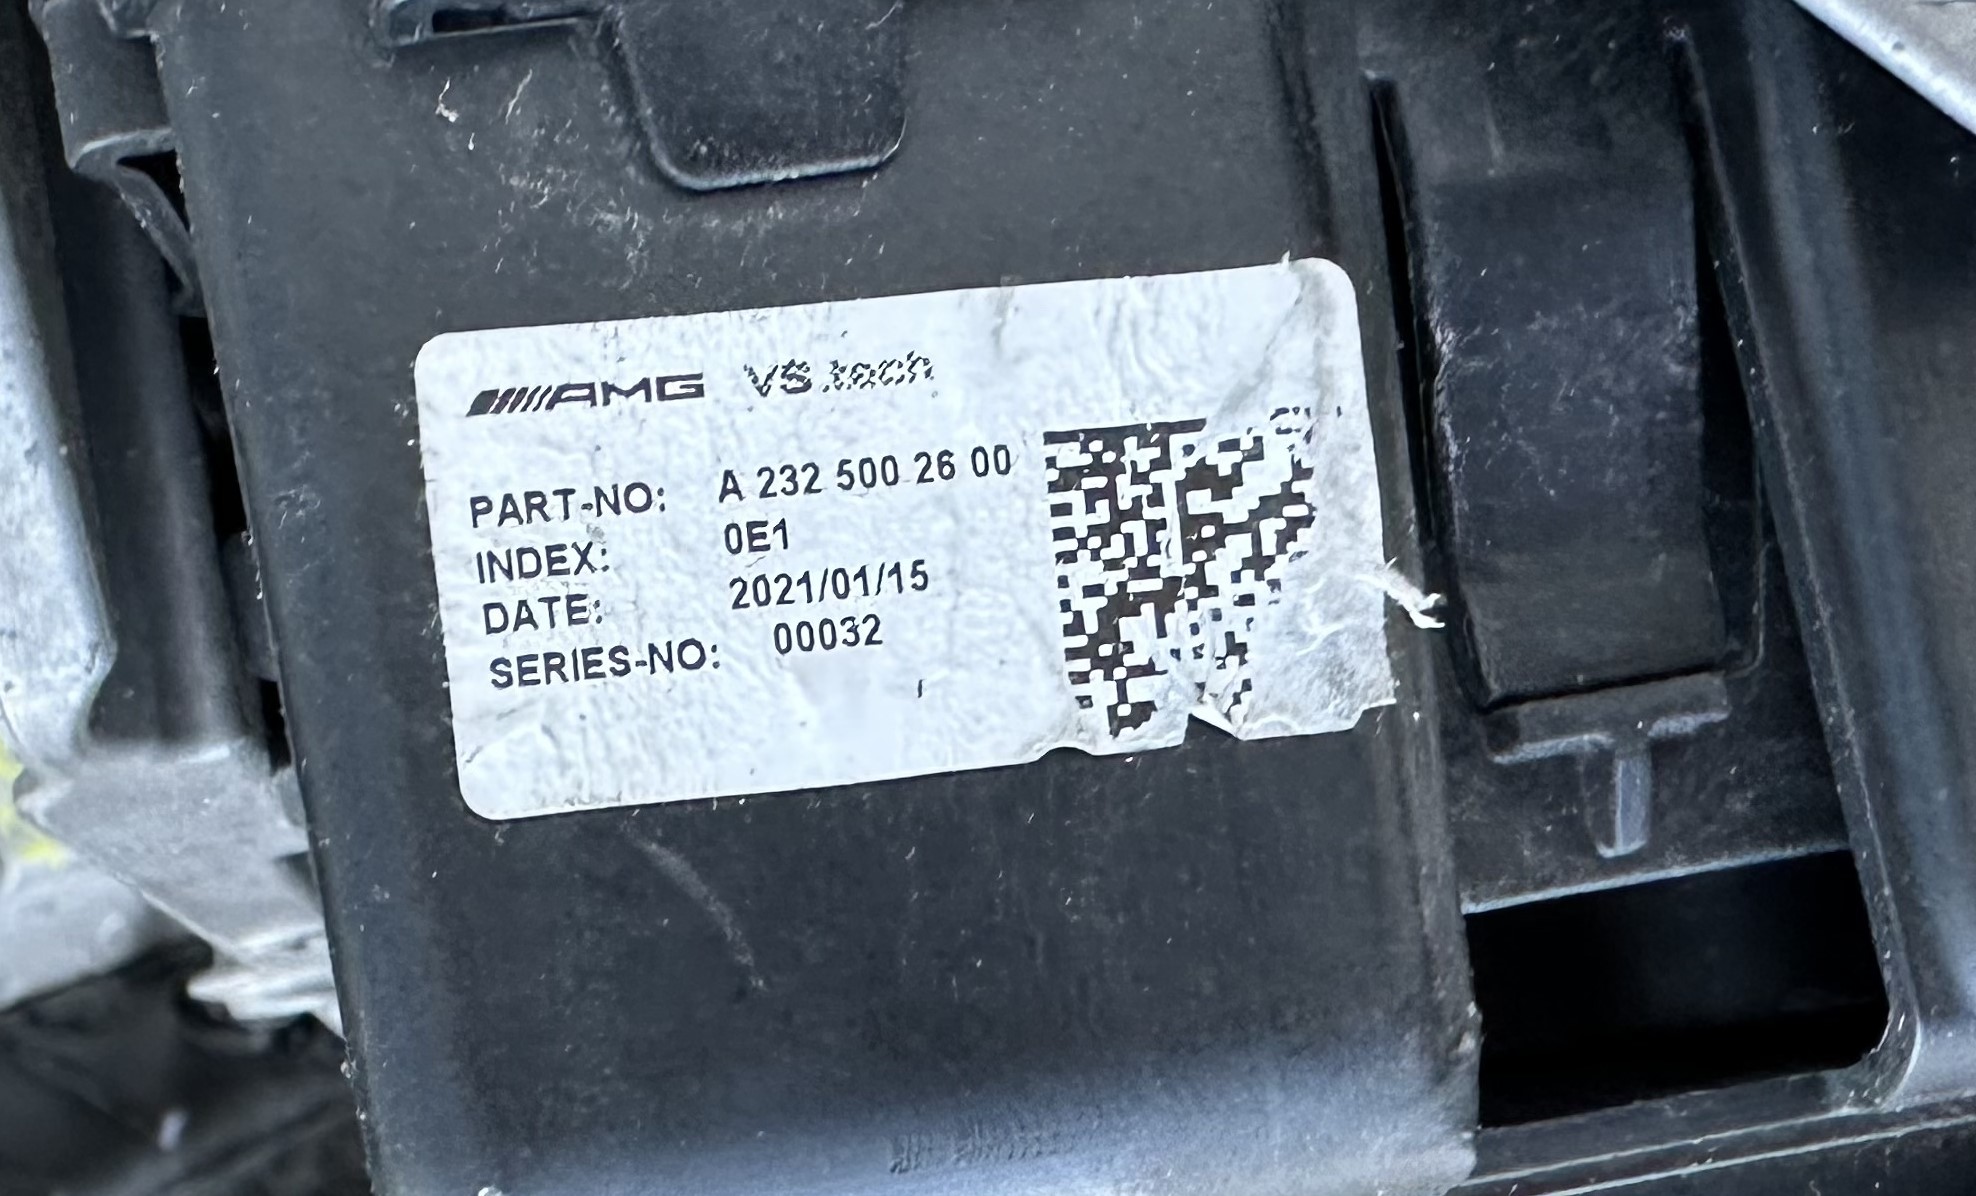 AMG VS.tech
PART-NO: A 232 500 26 00
INDEX: 0E1
DATE: 2021/01/15
SERIES-NO: 00032